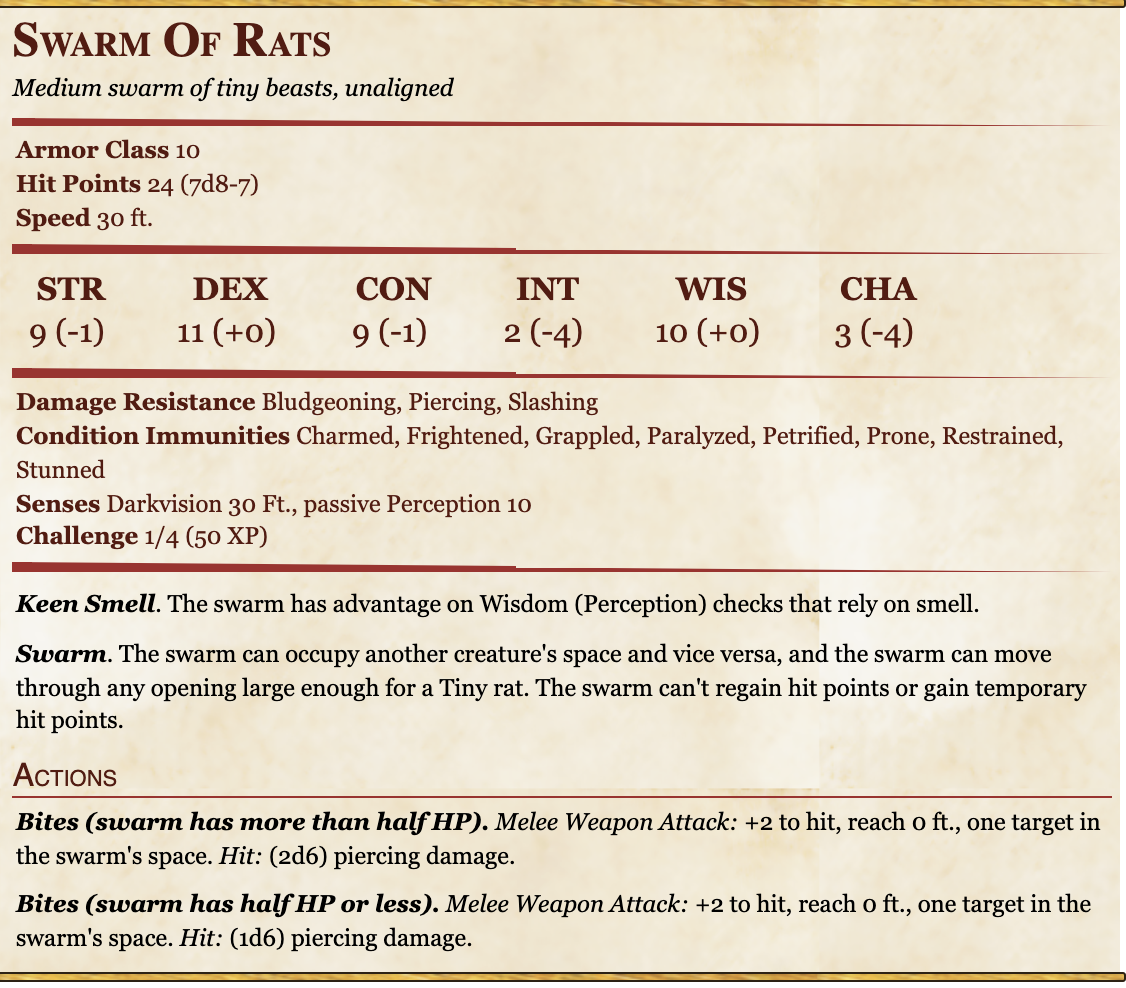 Swarm Of Rats
Medium swarm of tiny beasts, unaligned
Armor Class 10
Hit Points 24 (7d8-7)
Speed 30 ft.
STR DEX CON INT WIS CHA
9 (-1) 11 (+0) 9 (-1) 2 (-4) 10 (+0) 3 (-4)
Damage Resistance Bludgeoning, Piercing, Slashing
Condition Immunities Charmed, Frightened, Grappled, Paralyzed, Petrified, Prone, Restrained,
Stunned
Senses Darkvision 30 Ft., passive Perception 10
Challenge 1/4 (50 XP)
Keen Smell. The swarm has advantage on Wisdom (Perception) checks that rely on smell.
Swarm. The swarm can occupy another creature's space and vice versa, and the swarm can move
through any opening large enough for a Tiny rat. The swarm can't regain hit points or gain temporary
hit points.
Actions
Bites (swarm has more than half HP). Melee Weapon Attack: +2 to hit, reach 0 ft., one target in
the swarm's space. Hit: (2d6) piercing damage.
Bites (swarm has half HP or less). Melee Weapon Attack: +2 to hit, reach 0 ft., one target in the
swarm's space. Hit: (1d6) piercing damage.